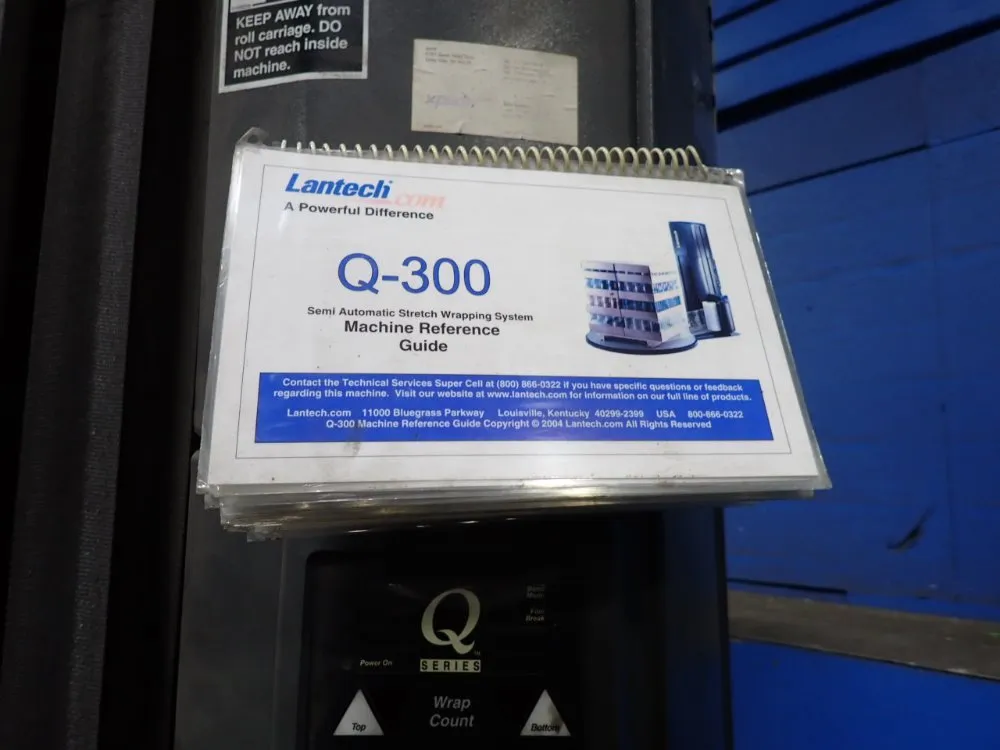 KEEP AWAY from
roll carriage. DO
NOT reach inside
machine.
Lantech.com
A Powerful Difference
Q-300
Semi Automatic Stretch Wrapping System
Machine Reference
Guide
Contact the Technical Services Super Cell at (800) 866-0322 if you have specific questions or feedback
regarding this machine. Visit our website at www.lantech.com for information on our full line of products.
Lantech.com 11000 Bluegrass Parkway Louisville, Kentucky 40299-2399 USA 800-866-0322
Q-300 Machine Reference Guide Copyright © 2004 Lantech.com All Rights Reserved
Film
Break
Q
SERIES
TM
Power On
Wrap
Count
Top
Bottom